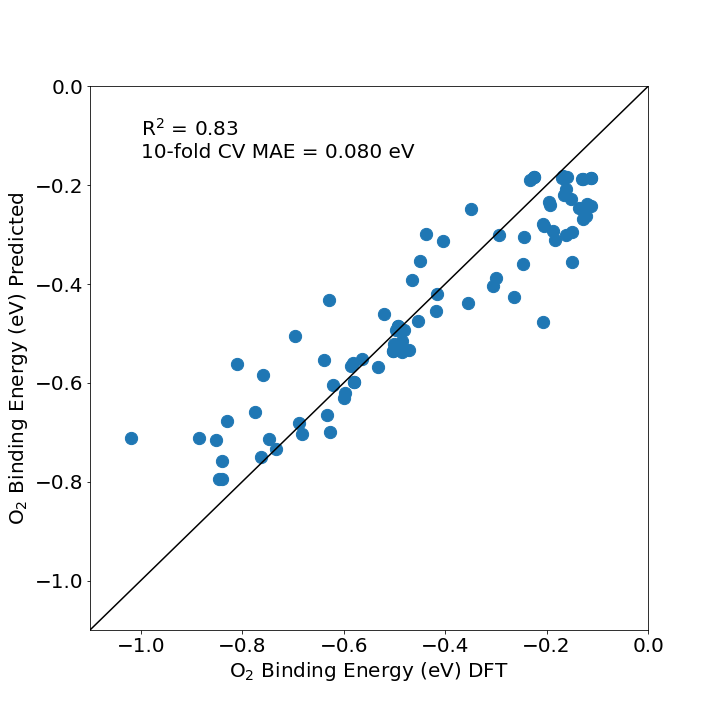 R² = 0.83
10-fold CV MAE = 0.080 eV
O₂ Binding Energy (eV) Predicted
0.0
−0.2
−0.4
−0.6
−0.8
−1.0
−1.0 −0.8 −0.6 −0.4 −0.2 0.0
O₂ Binding Energy (eV) DFT